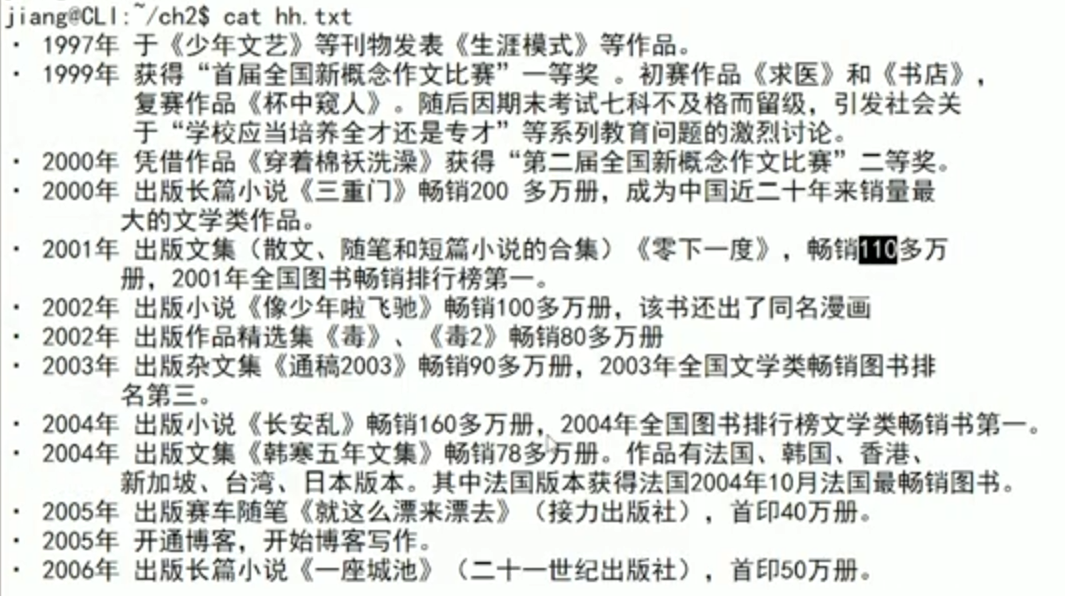 jiang@CLI:~/ch2$ cat hh.txt
· 1997年 于《少年文艺》等刊物发表《生涯模式》等作品。
· 1999年 获得“首届全国新概念作文比赛”一等奖 。初赛作品《求医》和《书店》，
复赛作品《杯中窥人》。随后因期末考试七科不及格而留级，引发社会关
于“学校应当培养全才还是专才”等系列教育问题的激烈讨论。
· 2000年 凭借作品《穿着棉袄洗澡》获得“第二届全国新概念作文比赛”二等奖。
· 2000年 出版长篇小说《三重门》畅销200 多万册，成为中国近二十年来销量最
大的文学类作品。
· 2001年 出版文集（散文、随笔和短篇小说的合集）《零下一度》，畅销110多万
册，2001年全国图书畅销排行榜第一。
· 2002年 出版小说《像少年啦飞驰》畅销100多万册，该书还出了同名漫画
· 2002年 出版作品精选集《毒》、《毒2》畅销80多万册
· 2003年 出版杂文集《通稿2003》畅销90多万册，2003年全国文学类畅销图书排
名第三。
· 2004年 出版小说《长安乱》畅销160多万册，2004年全国图书排行榜文学类畅销书第一。
· 2004年 出版文集《韩寒五年文集》畅销78多万册。作品有法国、韩国、香港、
新加坡、台湾、日本版本。其中法国版本获得法国2004年10月法国最畅销图书。
· 2005年 出版赛车随笔《就这么漂来漂去》（接力出版社），首印40万册。
· 2005年 开通博客，开始博客写作。
· 2006年 出版长篇小说《一座城池》（二十一世纪出版社），首印50万册。